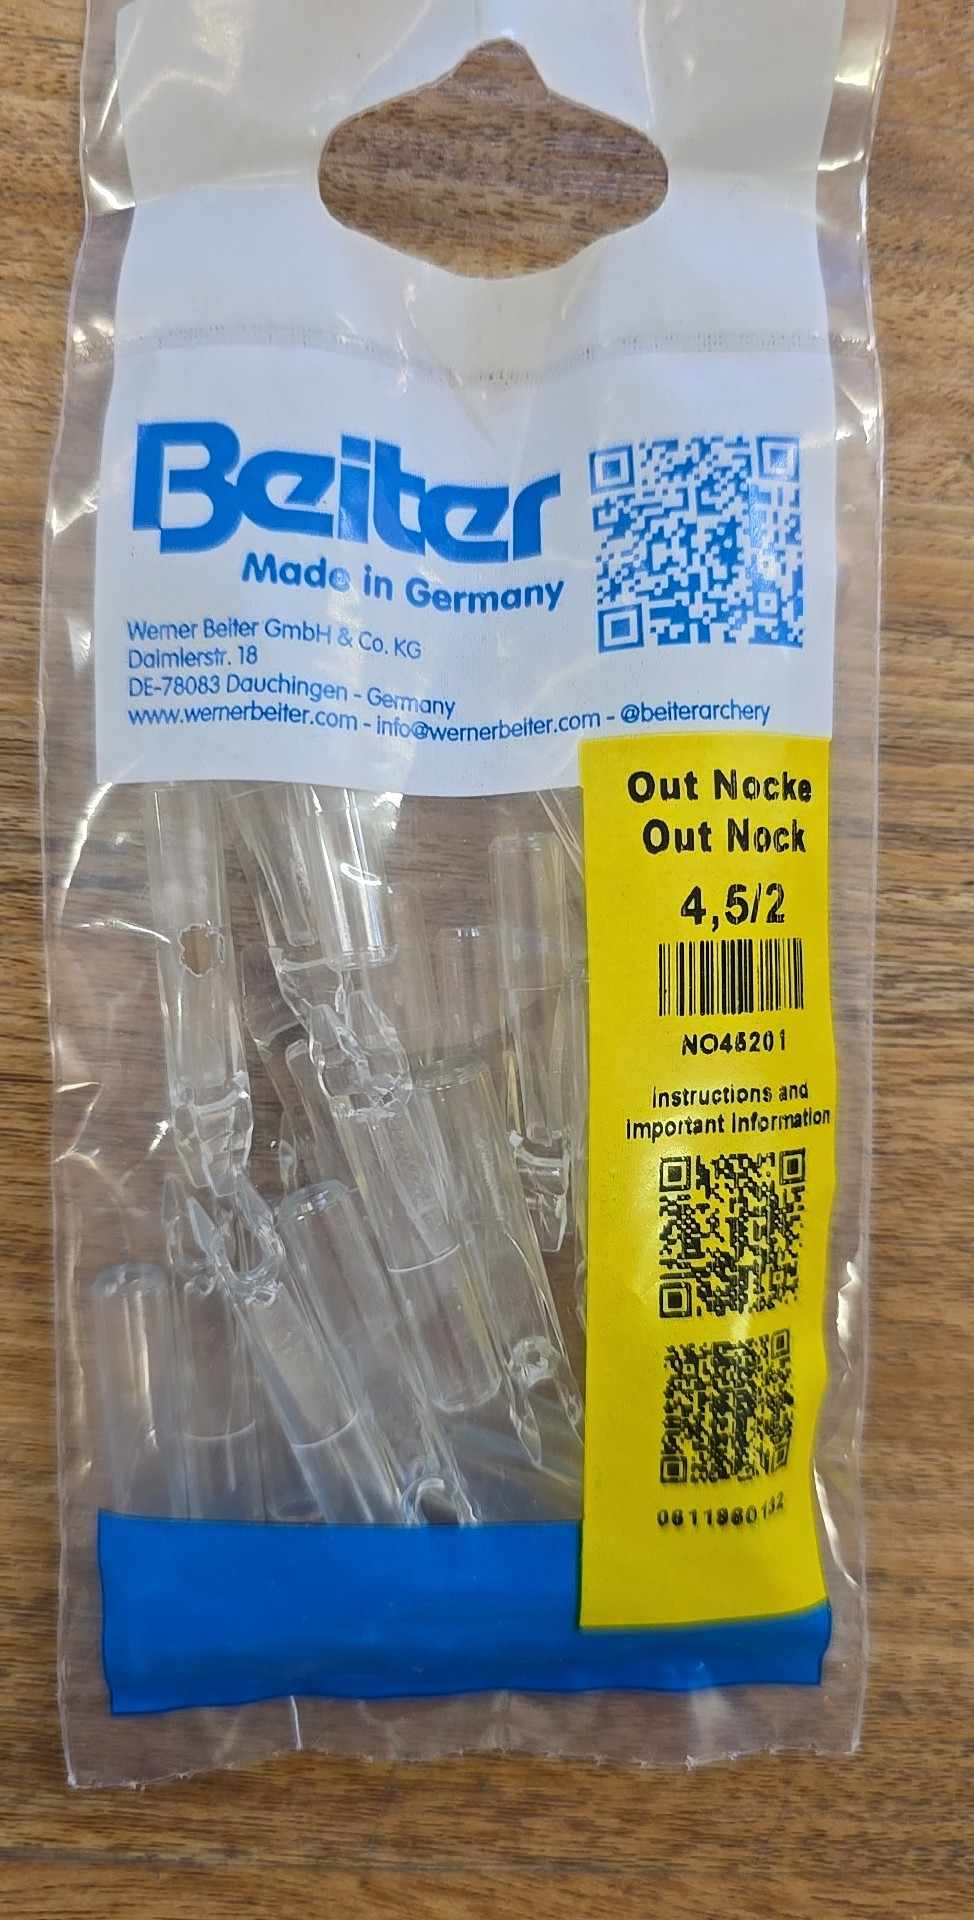 Beiter
Made in Germany
Werner Beiter GmbH & Co. KG
Daimlerstr. 18
DE-78083 Dauchingen - Germany
www.wernerbeiter.com - info@wernerbeiter.com - @beiterarchery
Out Nocke
Out Nock
4,5/2
NO45201
Instructions and
important information